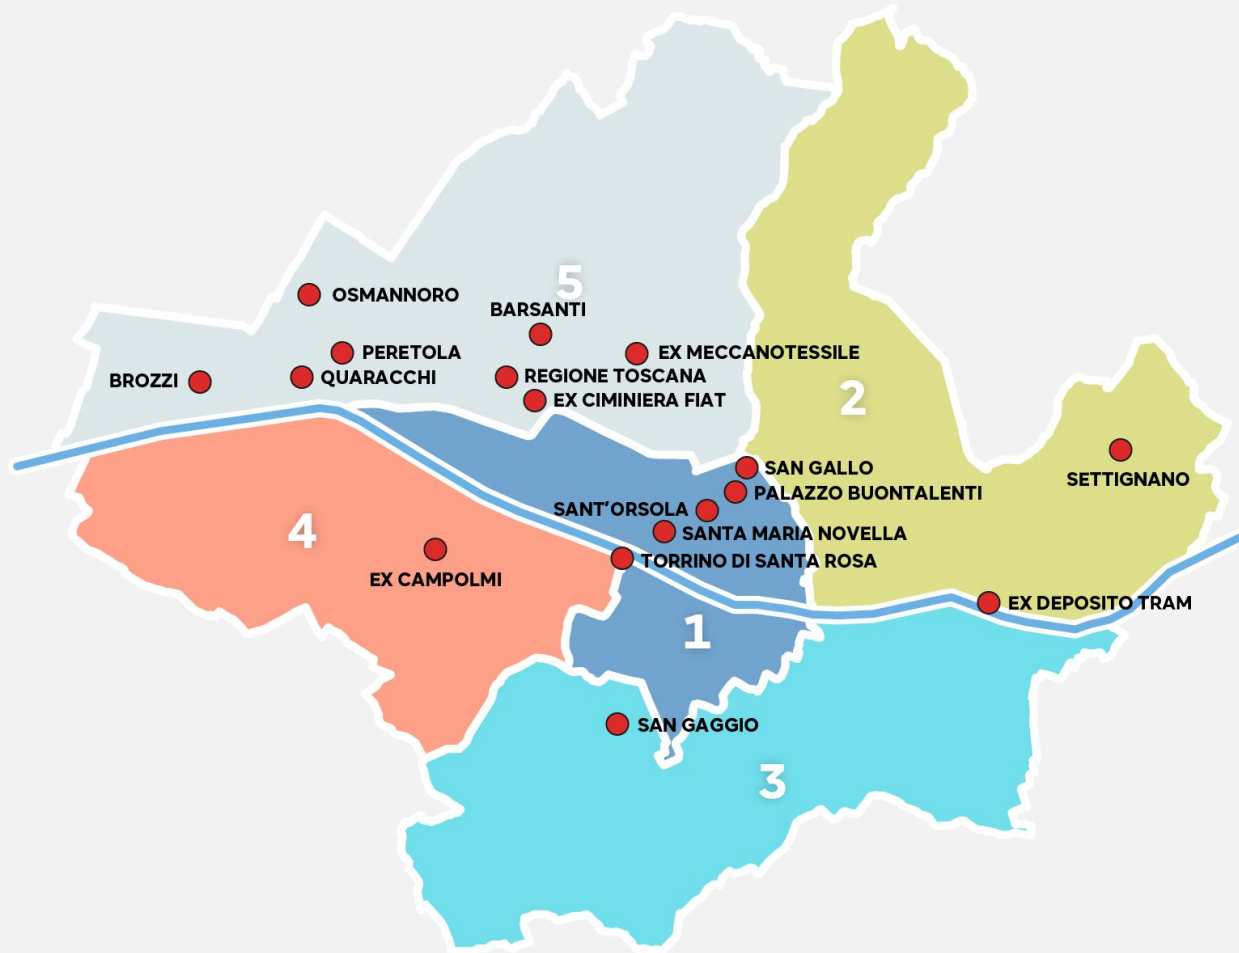 5
OSMANNORO
BARSANTI
PERETOLA
EX MECCANOTESSILE
BROZZI
QUARACCHI
REGIONE TOSCANA
EX CIMINIERA FIAT
2
SAN GALLO
SETTIGNANO
PALAZZO BUONTALENTI
SANT'ORSOLA
4
SANTA MARIA NOVELLA
TORRINO DI SANTA ROSA
EX CAMPOLMI
EX DEPOSITO TRAM
1
SAN GAGGIO
3